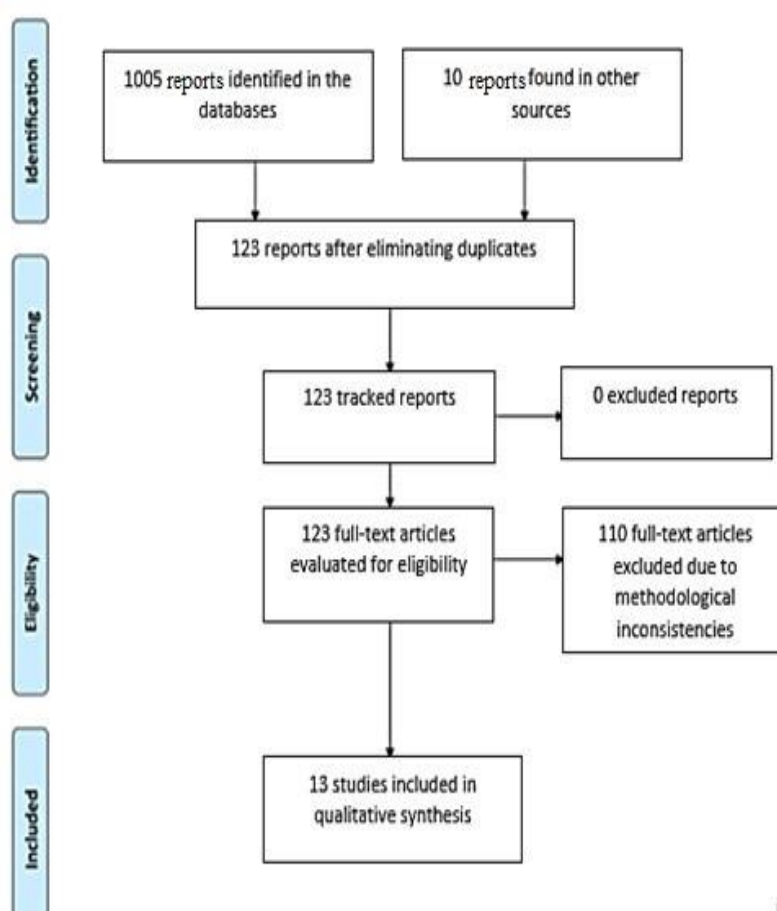 Identification
1005 reports identified in the
databases
10 reports found in other
sources
123 reports after eliminating duplicates
Screening
123 tracked reports
0 excluded reports
Eligibility
123 full-text articles
evaluated for eligibility
110 full-text articles
excluded due to
methodological
inconsistencies
Included
13 studies included in
qualitative synthesis